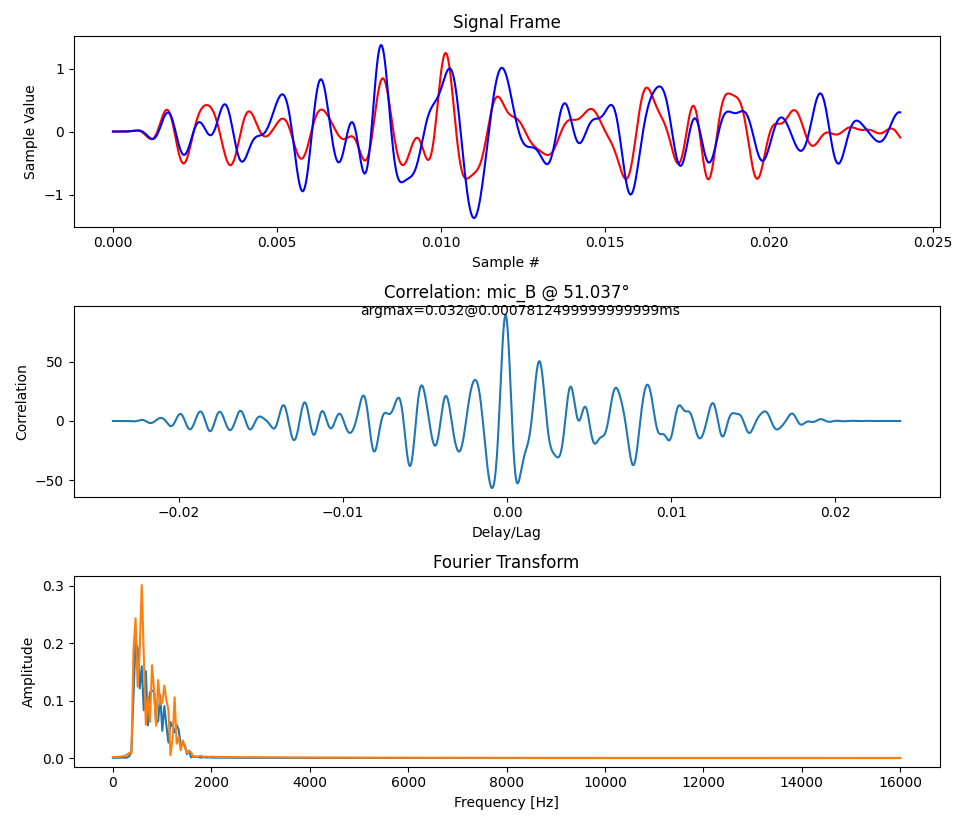 Signal Frame
Sample Value
1
0
−1
0.000 0.005 0.010 0.015 0.020 0.025
Sample #
Correlation: mic_B @ 51.037°
argmax=0.032@0.0007812499999999999ms
Correlation
50
0
−50
−0.02 −0.01 0.00 0.01 0.02
Delay/Lag
Fourier Transform
Amplitude
0.3
0.2
0.1
0.0
0 2000 4000 6000 8000 10000 12000 14000 16000
Frequency [Hz]